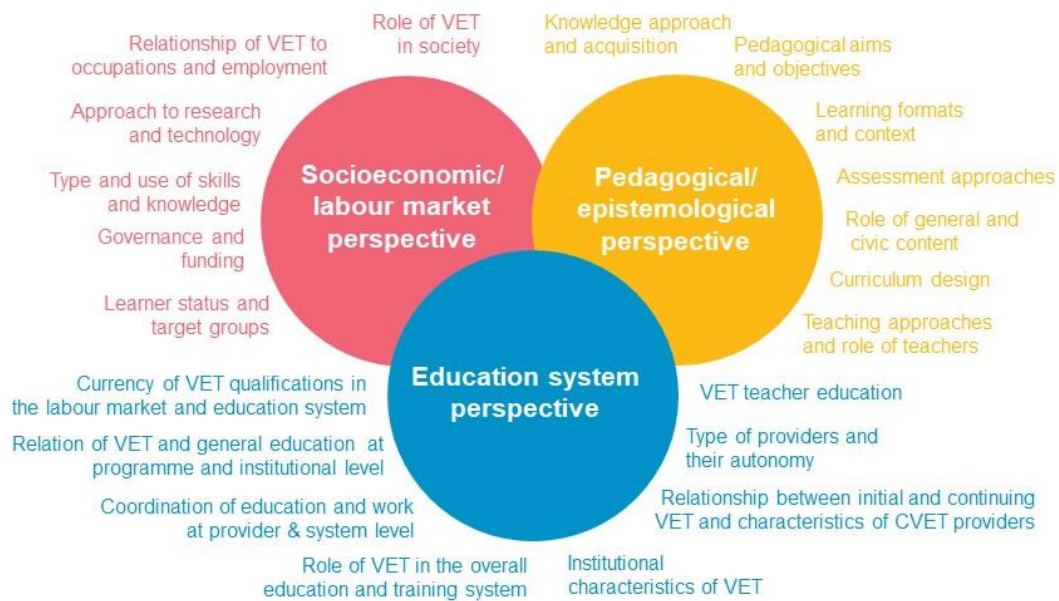 Role of VET
in society
Relationship of VET to
occupations and employment
Approach to research
and technology
Type and use of skills
and knowledge
Governance and
funding
Learner status and
target groups
Socioeconomic/
labour market
perspective
Knowledge approach
and acquisition
Pedagogical aims
and objectives
Learning formats
and context
Assessment approaches
Role of general and
civic content
Curriculum design
Teaching approaches
and role of teachers
Pedagogical/
epistemological
perspective
Education system
perspective
Currency of VET qualifications in
the labour market and education system
Relation of VET and general education at
programme and institutional level
Coordination of education and work
at provider & system level
Role of VET in the overall
education and training system
VET teacher education
Type of providers and
their autonomy
Relationship between initial and continuing
VET and characteristics of CVET providers
Institutional
characteristics of VET